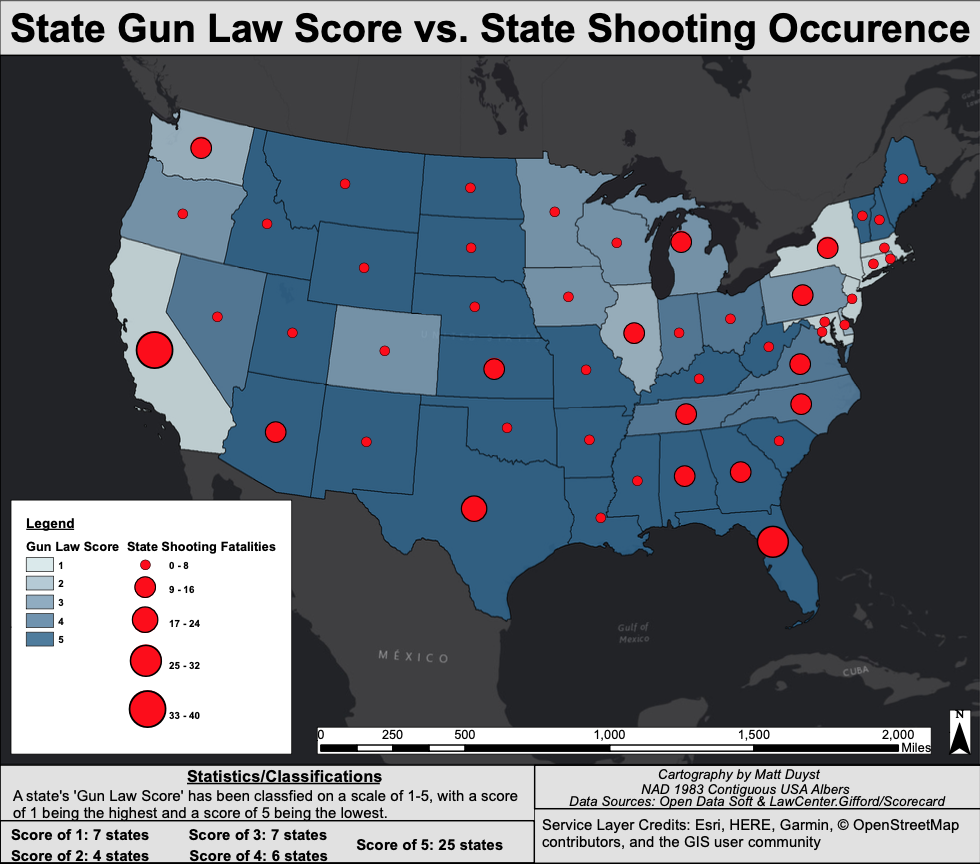 State Gun Law Score vs. State Shooting Occurence
Gulf of
Mexico
MÉXICO
CUBA
Legend
Gun Law Score
1
2
3
4
5
State Shooting Fatalities
0 - 8
9 - 16
17 - 24
25 - 32
33 - 40
0 250 500 1,000 1,500 2,000
Miles
N
Statistics/Classifications
A state's 'Gun Law Score' has been classfied on a scale of 1-5, with a score
of 1 being the highest and a score of 5 being the lowest.
Score of 1: 7 states
Score of 2: 4 states
Score of 3: 7 states
Score of 4: 6 states
Score of 5: 25 states
Cartography by Matt Duyst
NAD 1983 Contiguous USA Albers
Data Sources: Open Data Soft & LawCenter.Gifford/Scorecard
Service Layer Credits: Esri, HERE, Garmin, © OpenStreetMap
contributors, and the GIS user community